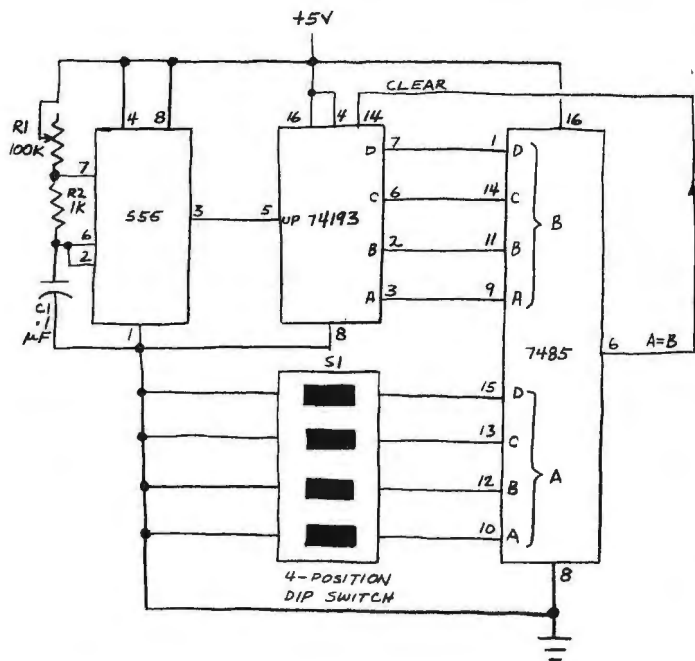 +5V
CLEAR
4 8
16 4 14
16
R1
100K
7
D 7 1 D
R2
1K
555
3 5 UP 74193
C 6 14 C
B
6
2
B 2 11 B
A 3 9 A
C1
.1
µF
7485
6 A=B
1
8
S1
15 D
13 C
A
12 B
10 A
4-POSITION
DIP SWITCH
8